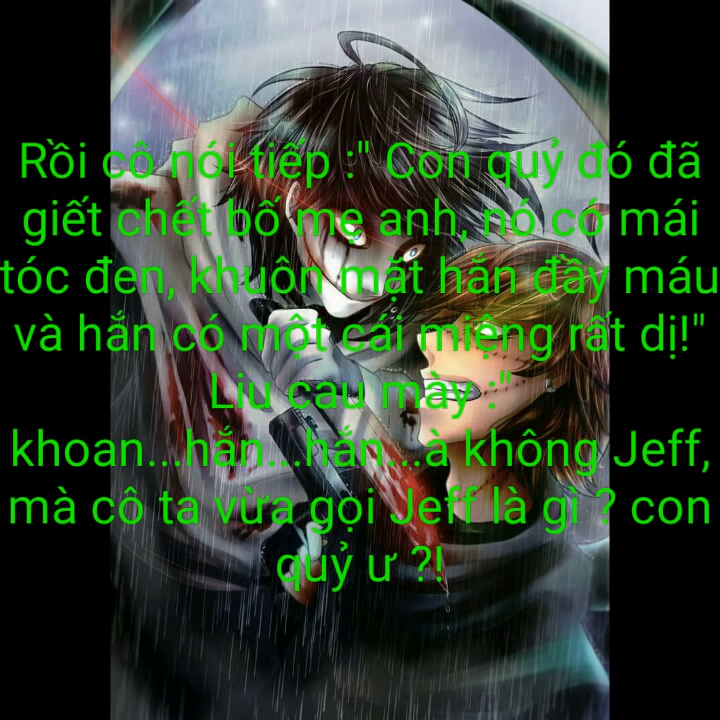 Rồi cô nói tiếp :" Con quỷ đó đã
giết chết bố mẹ anh, nó có mái
tóc đen, khuôn mặt hắn đầy máu
và hắn có một cái miệng rất dị!"
Liu cau mày :"
khoan...hắn...hắn...à không Jeff,
mà cô ta vừa gọi Jeff là gì ? con
quỷ ư ?!